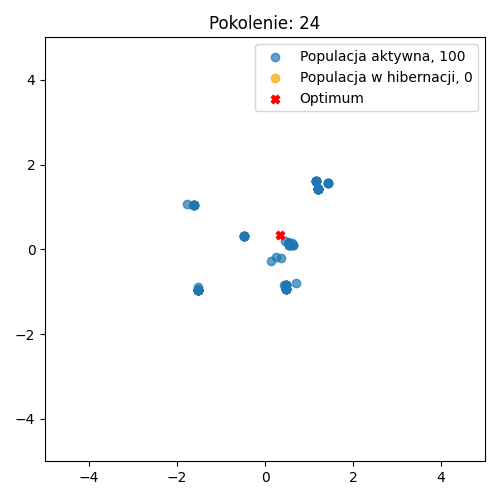 Pokolenie: 24
Populacja aktywna, 100
Populacja w hibernacji, 0
Optimum
4
2
0
−2
−4
−4 −2 0 2 4